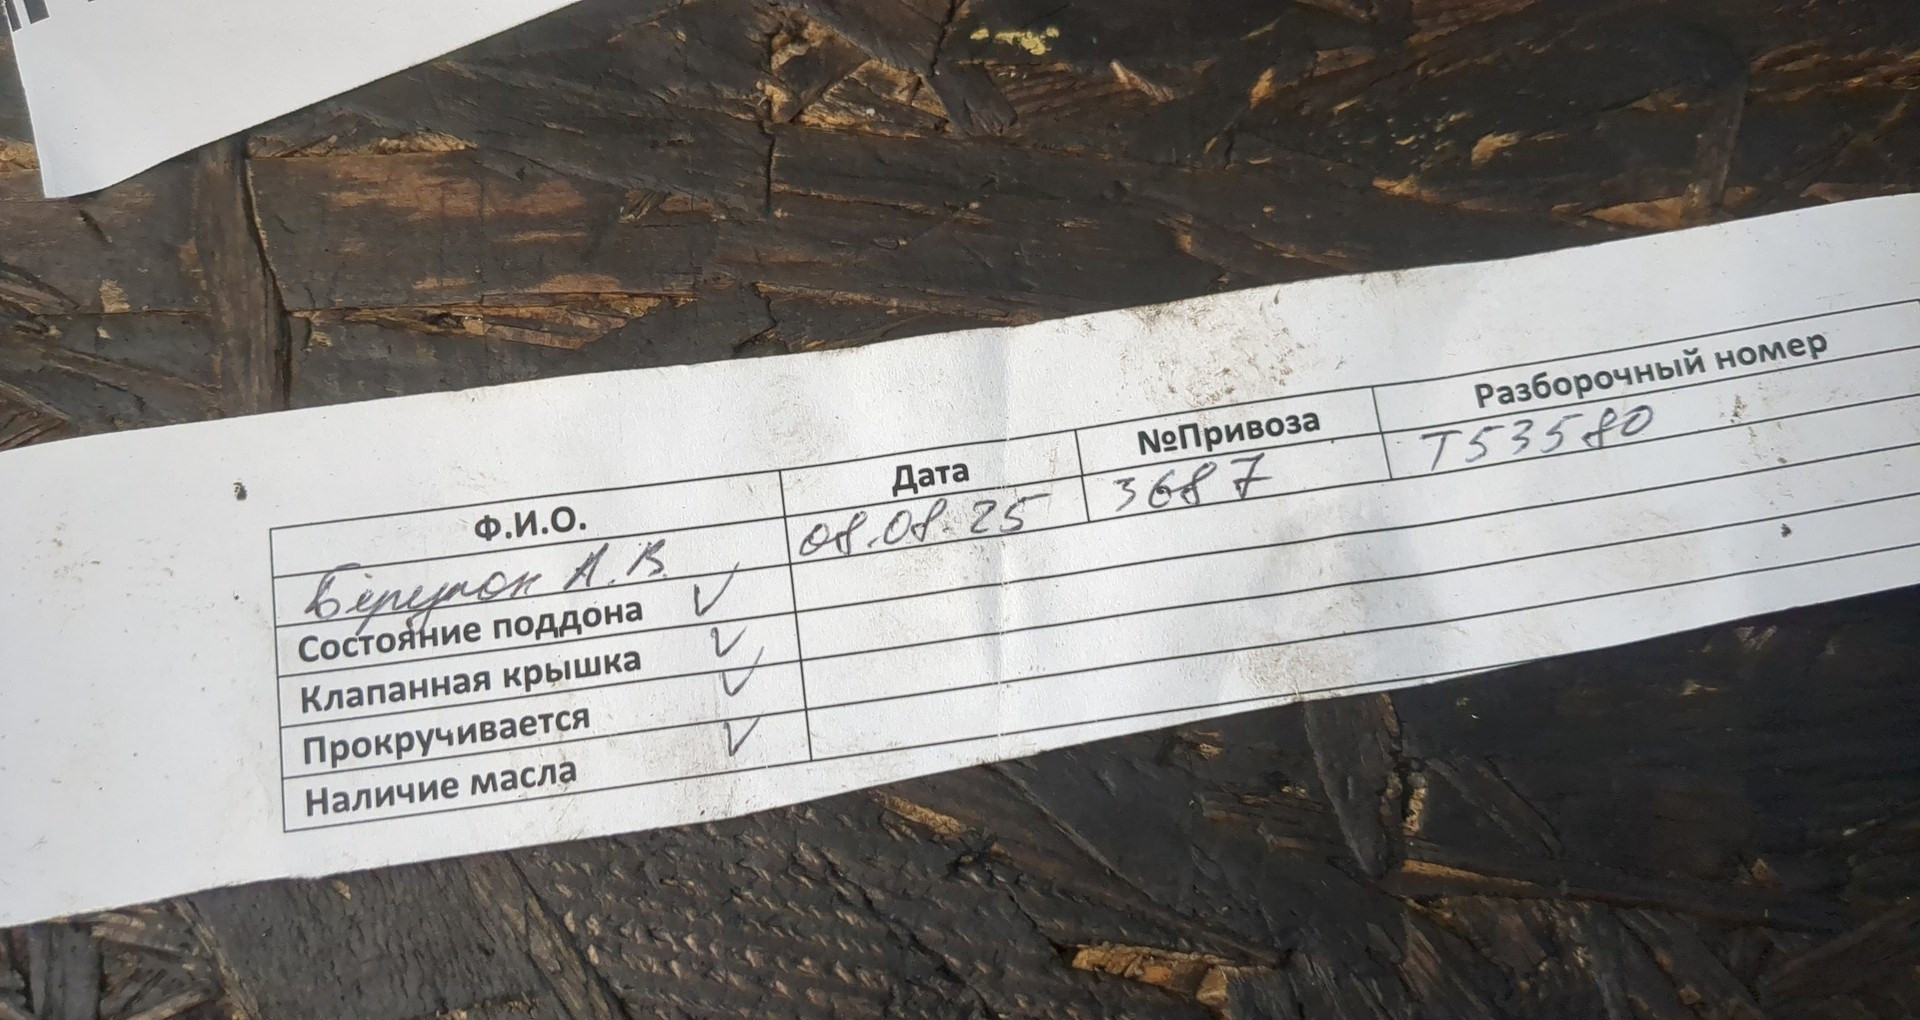 Ф.И.О. Дата №Привоза Разборочный номер
А.В. 08.08.25 3687 Т53580
Состояние поддона ✓
Клапанная крышка ✓
Прокручивается ✓
Наличие масла ✓